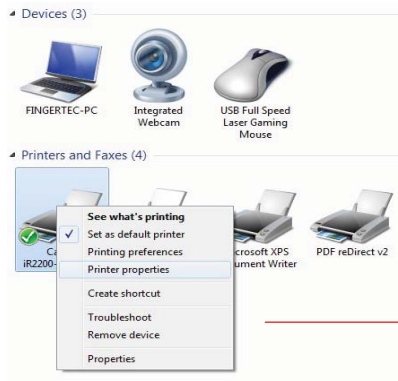 Devices (3)
FINGERTEC-PC
Integrated
Webcam
USB Full Speed
Laser Gaming
Mouse
Printers and Faxes (4)
See what's printing
Set as default printer
Printing preferences
Printer properties
Create shortcut
Troubleshoot
Remove device
Properties
Ca
iR2200-
crosoft XPS
ument Writer
PDF reDirect v2